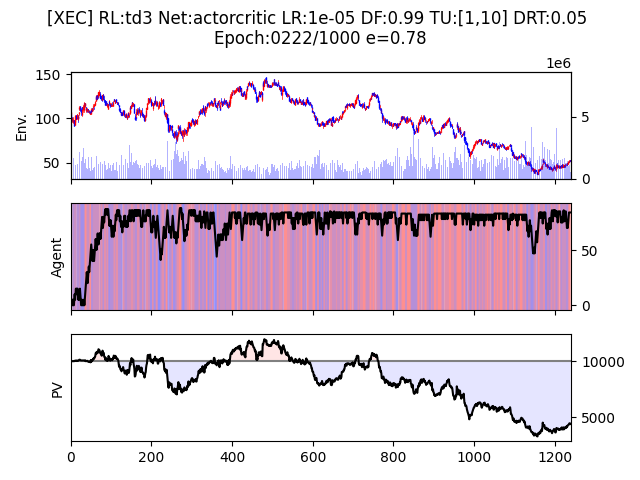 [XEC] RL:td3 Net:actorcritic LR:1e-05 DF:0.99 TU:[1,10] DRT:0.05
Epoch:0222/1000 e=0.78
1e6
150
100
50
Env.
5
0
Agent
50
0
PV
10000
5000
0 200 400 600 800 1000 1200